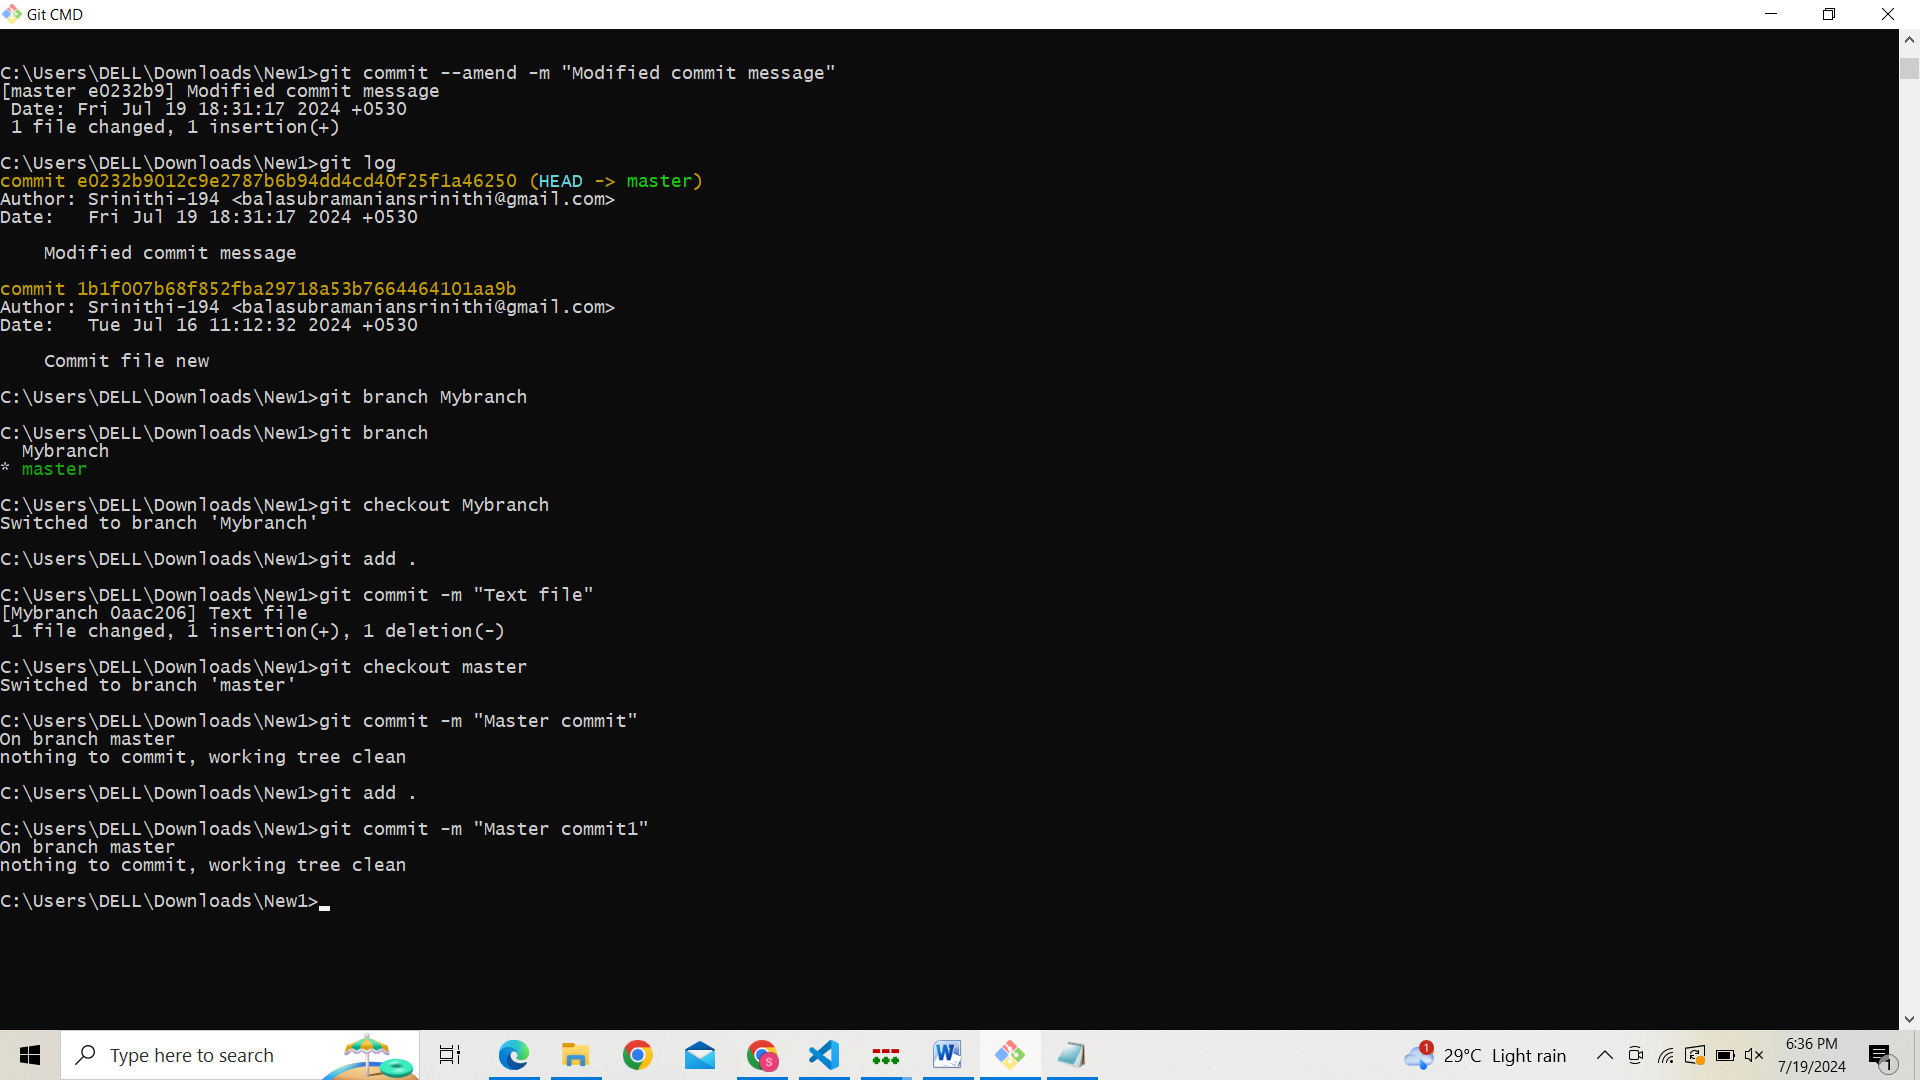 Git CMD
C:\Users\DELL\Downloads\New1>git commit --amend -m "Modified commit message"
[master e0232b9] Modified commit message
 Date: Fri Jul 19 18:31:17 2024 +0530
 1 file changed, 1 insertion(+)
C:\Users\DELL\Downloads\New1>git log
commit e0232b9012c9e2787b6b94dd4cd40f25f1a46250 (HEAD -> master)
Author: Srinithi-194 <balasubramaniansrinithi@gmail.com>
Date:   Fri Jul 19 18:31:17 2024 +0530
    Modified commit message
commit 1b1f007b68f852fba29718a53b7664464101aa9b
Author: Srinithi-194 <balasubramaniansrinithi@gmail.com>
Date:   Tue Jul 16 11:12:32 2024 +0530
    Commit file new
C:\Users\DELL\Downloads\New1>git branch Mybranch
C:\Users\DELL\Downloads\New1>git branch
  Mybranch
* master
C:\Users\DELL\Downloads\New1>git checkout Mybranch
Switched to branch 'Mybranch'
C:\Users\DELL\Downloads\New1>git add .
C:\Users\DELL\Downloads\New1>git commit -m "Text file"
[Mybranch 0aac206] Text file
 1 file changed, 1 insertion(+), 1 deletion(-)
C:\Users\DELL\Downloads\New1>git checkout master
Switched to branch 'master'
C:\Users\DELL\Downloads\New1>git commit -m "Master commit"
On branch master
nothing to commit, working tree clean
C:\Users\DELL\Downloads\New1>git add .
C:\Users\DELL\Downloads\New1>git commit -m "Master commit1"
On branch master
nothing to commit, working tree clean
C:\Users\DELL\Downloads\New1>
Type here to search
S
W
1
29°C Light rain
6:36 PM
7/19/2024
1